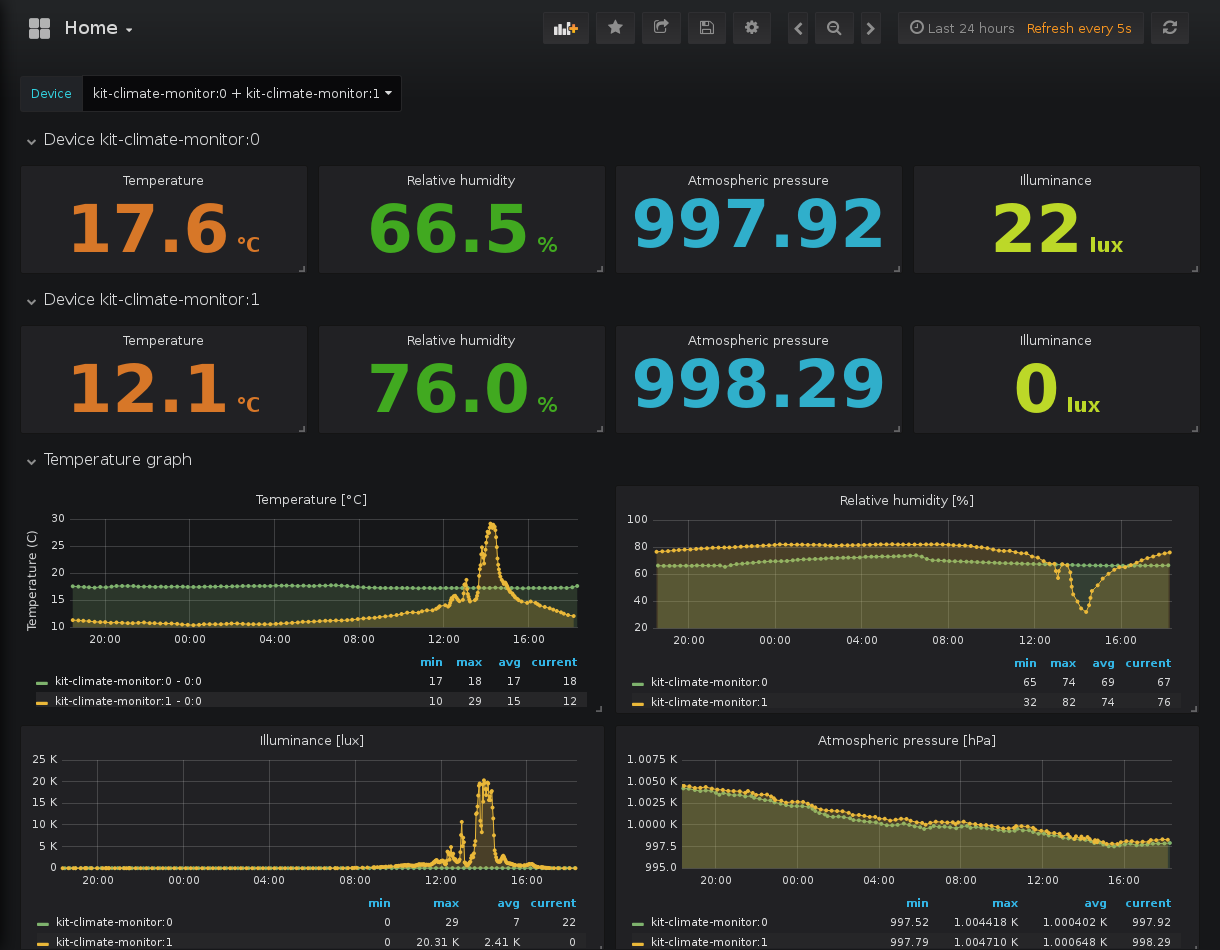 Home
Last 24 hours Refresh every 5s
Device kit-climate-monitor:0 + kit-climate-monitor:1
Device kit-climate-monitor:0
Temperature Relative humidity Atmospheric pressure Illuminance
17.6 °C 66.5 % 997.92 22 lux
Device kit-climate-monitor:1
Temperature Relative humidity Atmospheric pressure Illuminance
12.1 °C 76.0 % 998.29 0 lux
Temperature graph
Temperature [°C]
Temperature (C)
30
25
20
15
10
20:00 00:00 04:00 08:00 12:00 16:00
min max avg current
kit-climate-monitor:0 - 0:0 17 18 17 18
kit-climate-monitor:1 - 0:0 10 29 15 12
Relative humidity [%]
100
80
60
40
20
20:00 00:00 04:00 08:00 12:00 16:00
min max avg current
kit-climate-monitor:0 65 74 69 67
kit-climate-monitor:1 32 82 74 76
Illuminance [lux]
25 K
20 K
15 K
10 K
5 K
0
20:00 00:00 04:00 08:00 12:00 16:00
min max avg current
kit-climate-monitor:0 0 29 7 22
kit-climate-monitor:1 0 20.31 K 2.41 K 0
Atmospheric pressure [hPa]
1.0075 K
1.0050 K
1.0025 K
1.0000 K
997.5
995.0
20:00 00:00 04:00 08:00 12:00 16:00
min max avg current
kit-climate-monitor:0 997.52 1.004418 K 1.000402 K 997.92
kit-climate-monitor:1 997.79 1.004710 K 1.000648 K 998.29